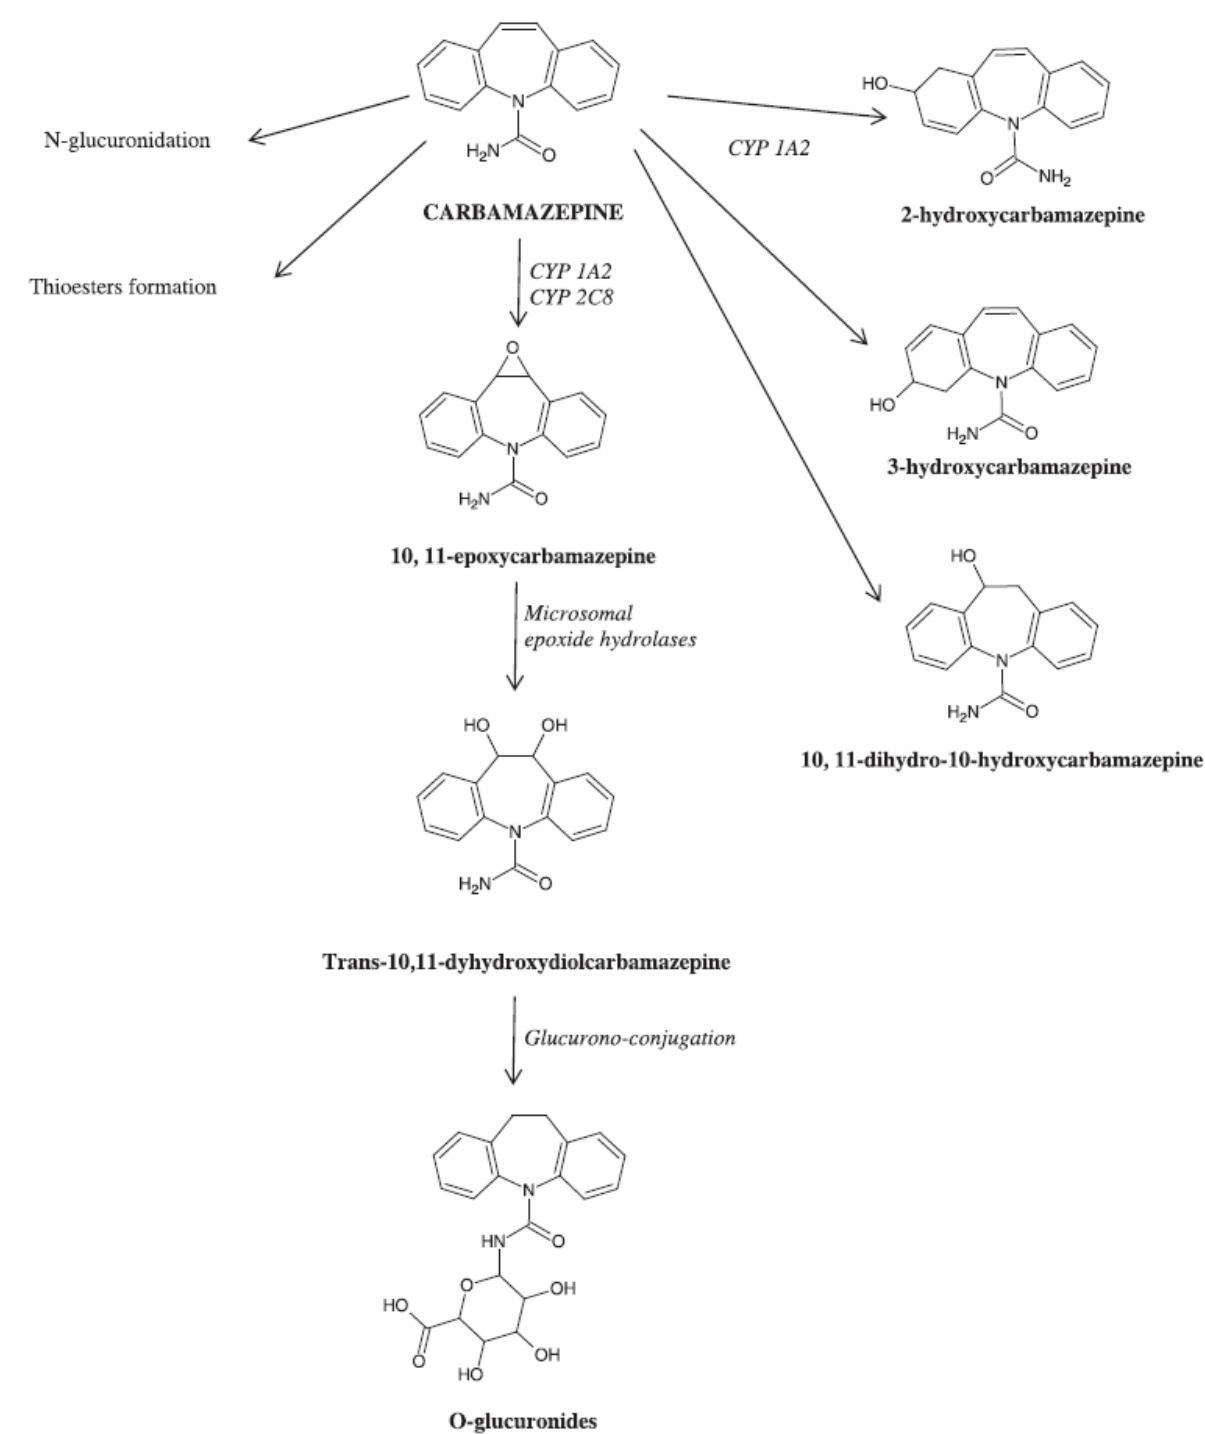 HO
N-glucuronidation
CYP 1A2
N
N
H₂N
O
O
NH₂
CARBAMAZEPINE
2-hydroxycarbamazepine
Thioesters formation
CYP 1A2
CYP 2C8
O
N
HO
H₂N
O
N
3-hydroxycarbamazepine
H₂N
O
10, 11-epoxycarbamazepine
HO
Microsomal
epoxide hydrolases
N
H₂N
O
HO
OH
10, 11-dihydro-10-hydroxycarbamazepine
N
H₂N
O
Trans-10,11-dyhydroxydiolcarbamazepine
Glucurono-conjugation
N
HN
O
O
OH
HO
O
OH
HO
O-glucuronides